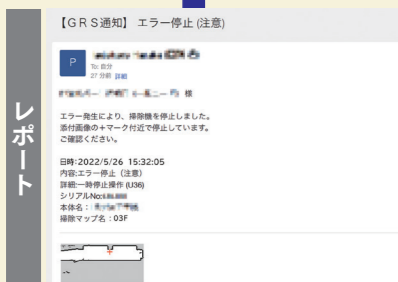 レポート
【GRS通知】 エラー停止 (注意)
P
To: 自分
27 分前 詳細
様
エラー発生により、掃除機を停止しました。
添付画像の+マーク付近で停止しています。
ご確認ください。
日時:2022/5/26 15:32:05
内容:エラー停止（注意）
詳細:一時停止操作 (U36)
シリアルNo:
本体名：
掃除マップ名：03F